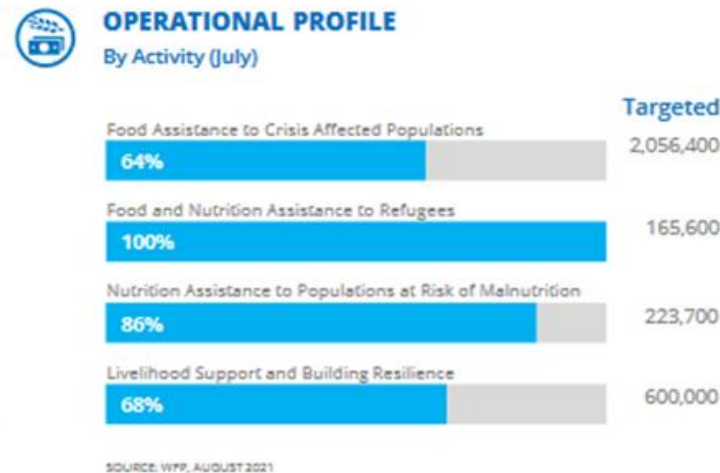 OPERATIONAL PROFILE
By Activity (July)
Targeted
Food Assistance to Crisis Affected Populations
64%
2,056,400
Food and Nutrition Assistance to Refugees
100%
165,600
Nutrition Assistance to Populations at Risk of Malnutrition
86%
223,700
Livelihood Support and Building Resilience
68%
600,000
SOURCE: WFP, AUGUST 2021